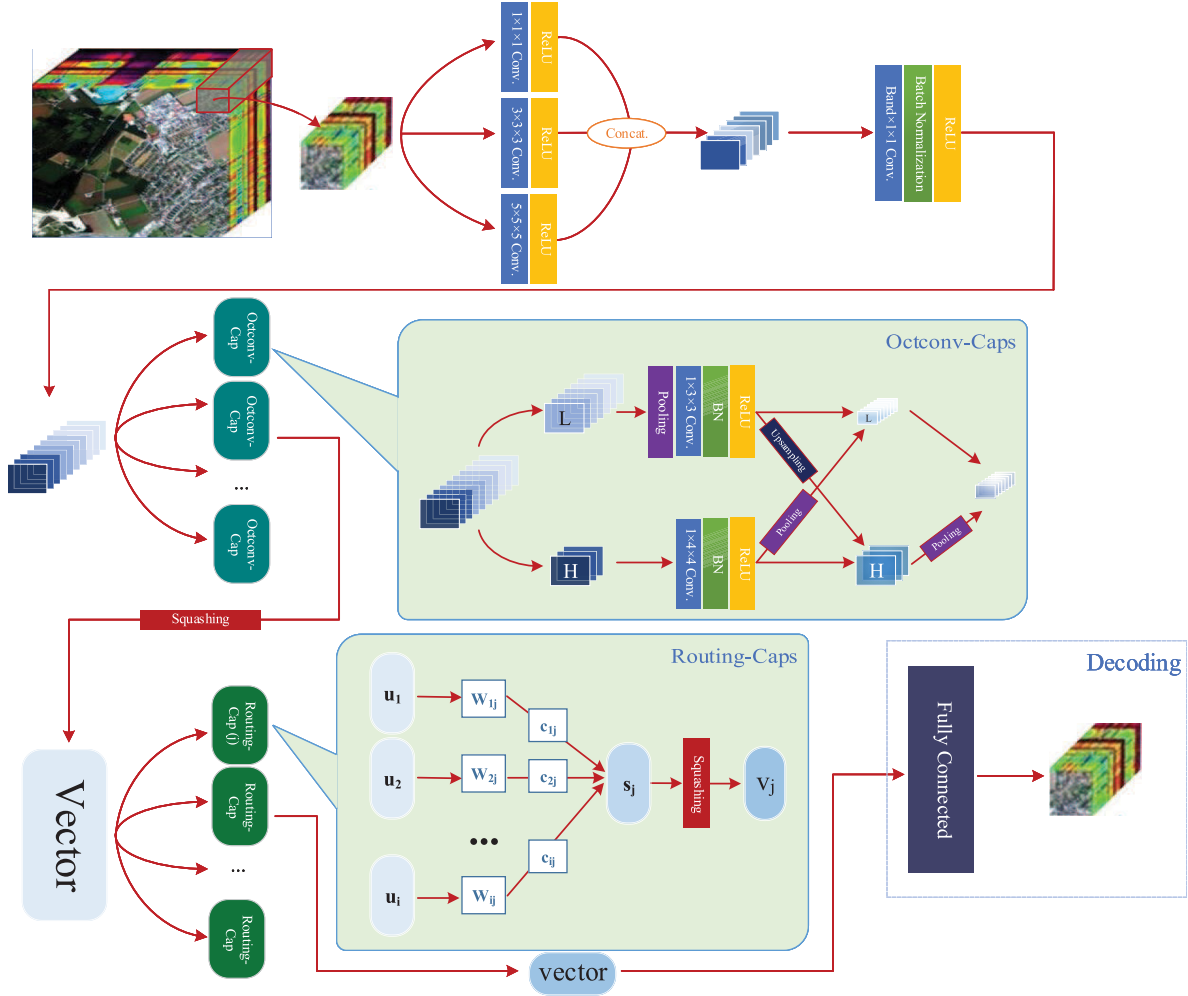 1×1×1 Conv.
ReLU
3×3×3 Conv.
ReLU
5×5×5 Conv.
ReLU
Concat.
Band×1×1 Conv.
Batch Normalization
ReLU
Octconv-
Cap
Octconv-
Cap
...
Octconv-
Cap
Octconv-Caps
L
Pooling
1×3×3 Conv.
BN
ReLU
Upsampling
L
H
1×4×4 Conv.
BN
ReLU
Pooling
H
Pooling
Squashing
Vector
Routing-
Cap (j)
Routing-
Cap
...
Routing-
Cap
Routing-Caps
u1
W1j
c1j
u2
W2j
c2j
...
ui
Wij
cij
sj
Squashing
Vj
vector
Decoding
Fully Connected